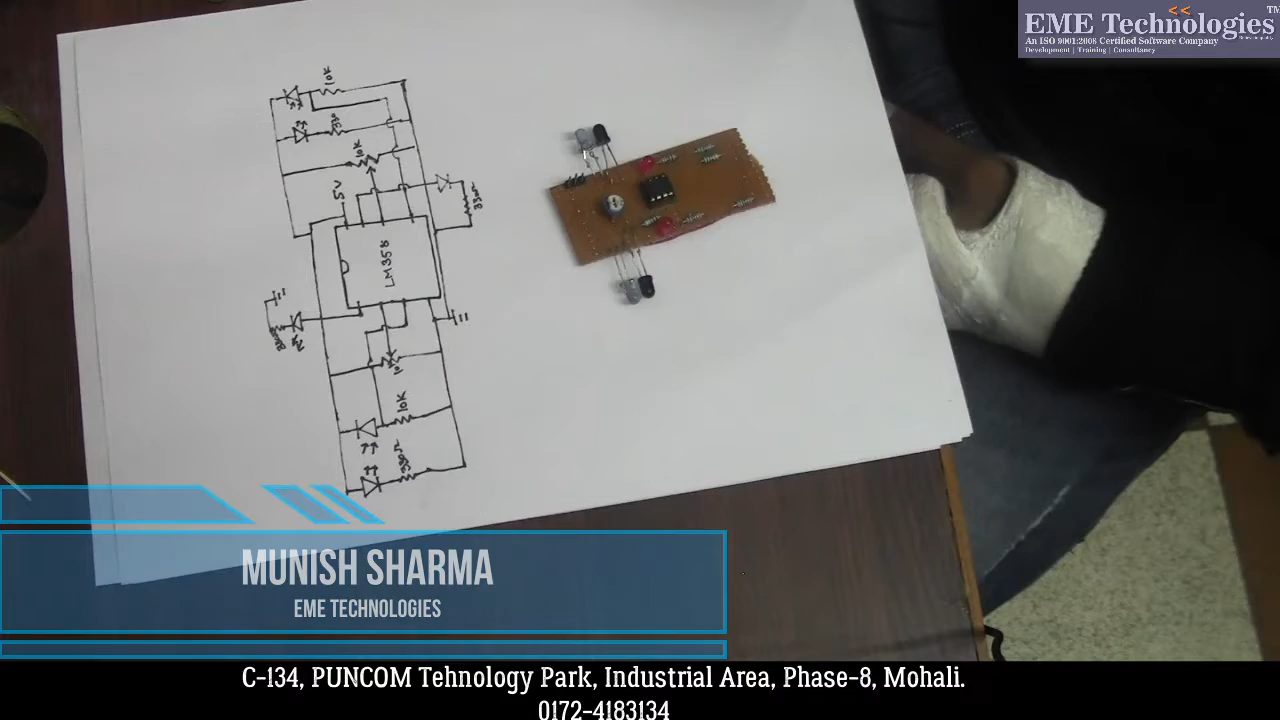 EME Technologies TM
An ISO 9001:2008 Certified Software Company
Development | Training | Consultancy
10K
10K
5V
LM358
10K
MUNISH SHARMA
EME TECHNOLOGIES
C-134, PUNCOM Tehnology Park, Industrial Area, Phase-8, Mohali.
0172-4183134